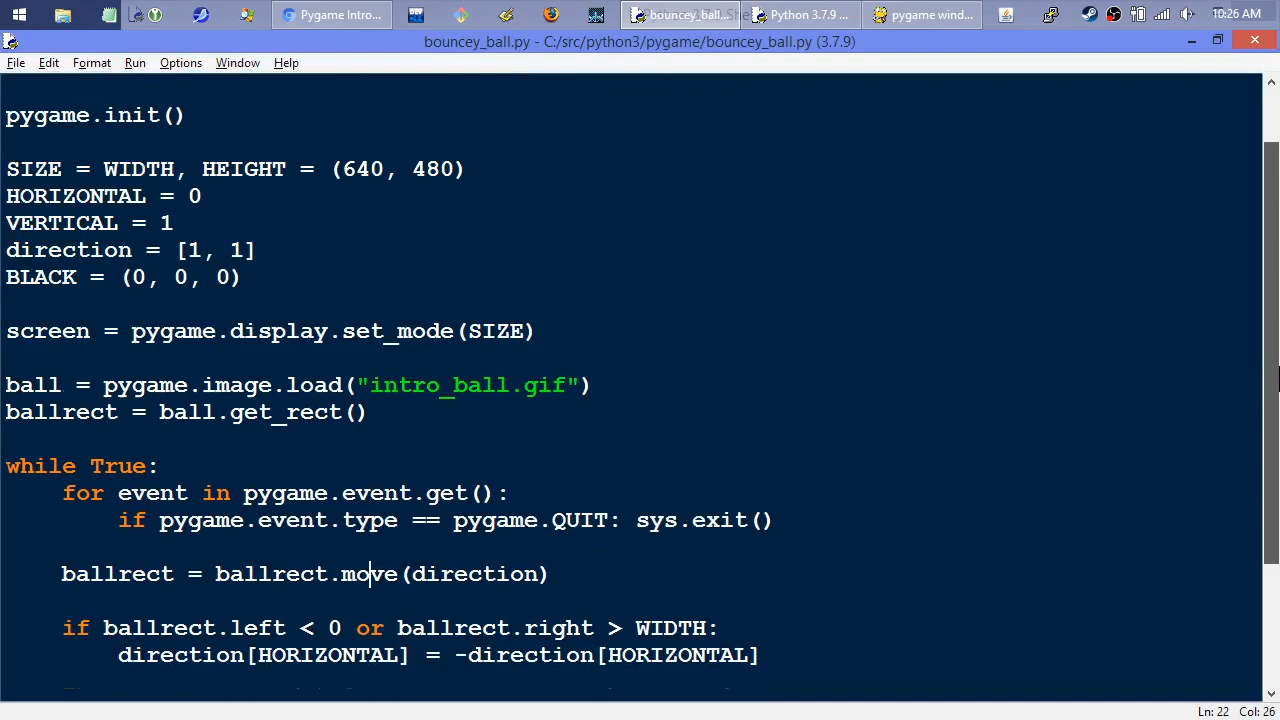 Pygame Intro...
bouncey_ball...
Python 3.7.9 ...
pygame wind...
10:26 AM
bouncey_ball.py - C:/src/python3/pygame/bouncey_ball.py (3.7.9)
File Edit Format Run Options Window Help
pygame.init()
SIZE = WIDTH, HEIGHT = (640, 480)
HORIZONTAL = 0
VERTICAL = 1
direction = [1, 1]
BLACK = (0, 0, 0)
screen = pygame.display.set_mode(SIZE)
ball = pygame.image.load("intro_ball.gif")
ballrect = ball.get_rect()
while True:
for event in pygame.event.get():
if pygame.event.type == pygame.QUIT: sys.exit()
ballrect = ballrect.move(direction)
if ballrect.left < 0 or ballrect.right > WIDTH:
direction[HORIZONTAL] = -direction[HORIZONTAL]
Ln: 22 Col: 26